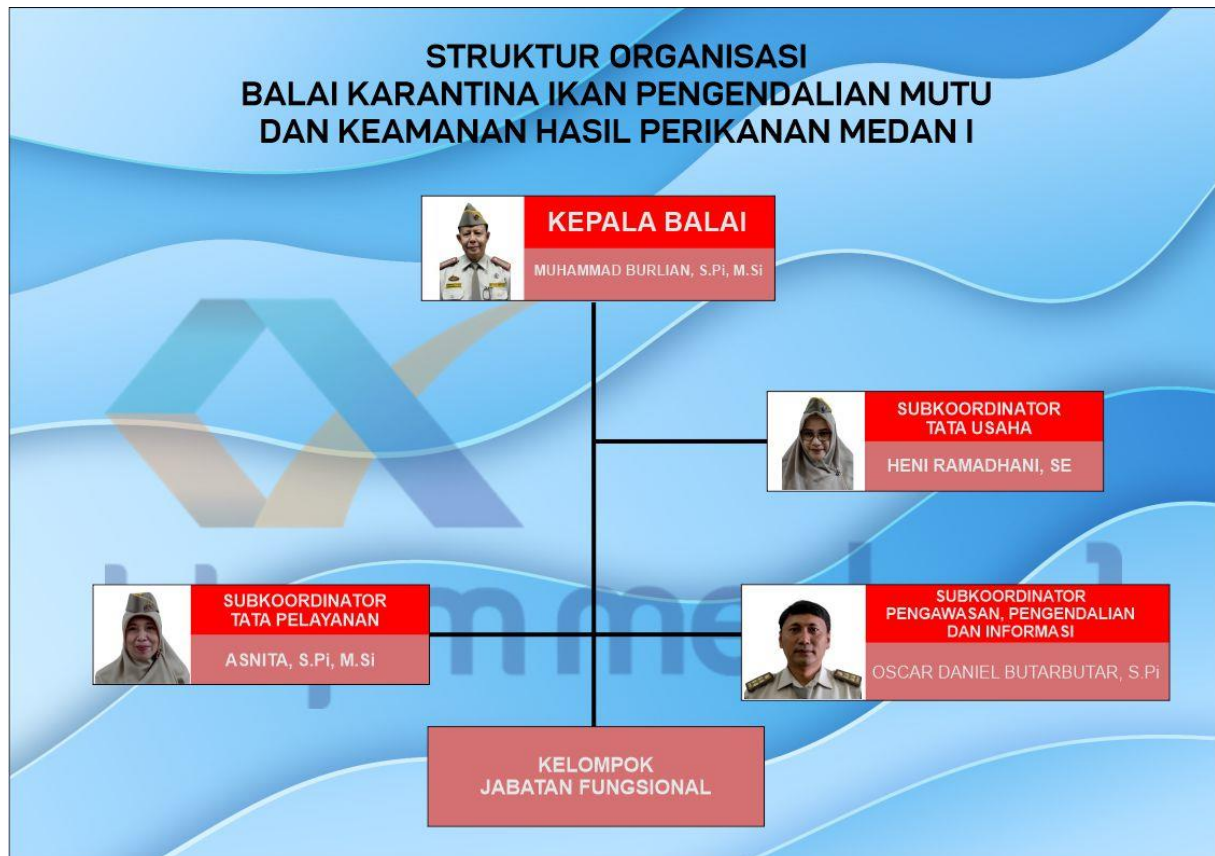 STRUKTUR ORGANISASI
BALAI KARANTINA IKAN PENGENDALIAN MUTU
DAN KEAMANAN HASIL PERIKANAN MEDAN I
KEPALA BALAI
MUHAMMAD BURLIAN, S.Pi, M.Si
SUBKOORDINATOR
TATA USAHA
HENI RAMADHANI, SE
SUBKOORDINATOR
TATA PELAYANAN
ASNITA, S.Pi, M.Si
SUBKOORDINATOR
PENGAWASAN, PENGENDALIAN
DAN INFORMASI
OSCAR DANIEL BUTARBUTAR, S.Pi
KELOMPOK
JABATAN FUNGSIONAL